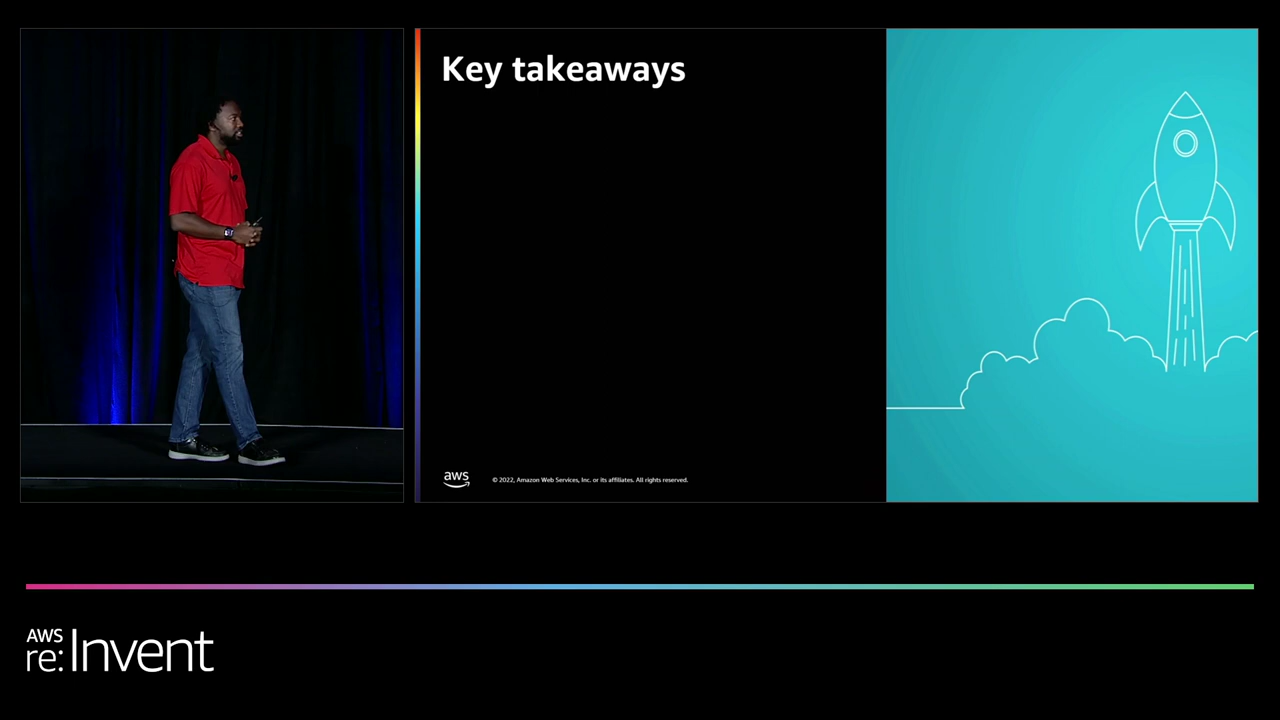 Key takeaways
aws
© 2022, Amazon Web Services, Inc. or its affiliates. All rights reserved.
AWS
re:Invent